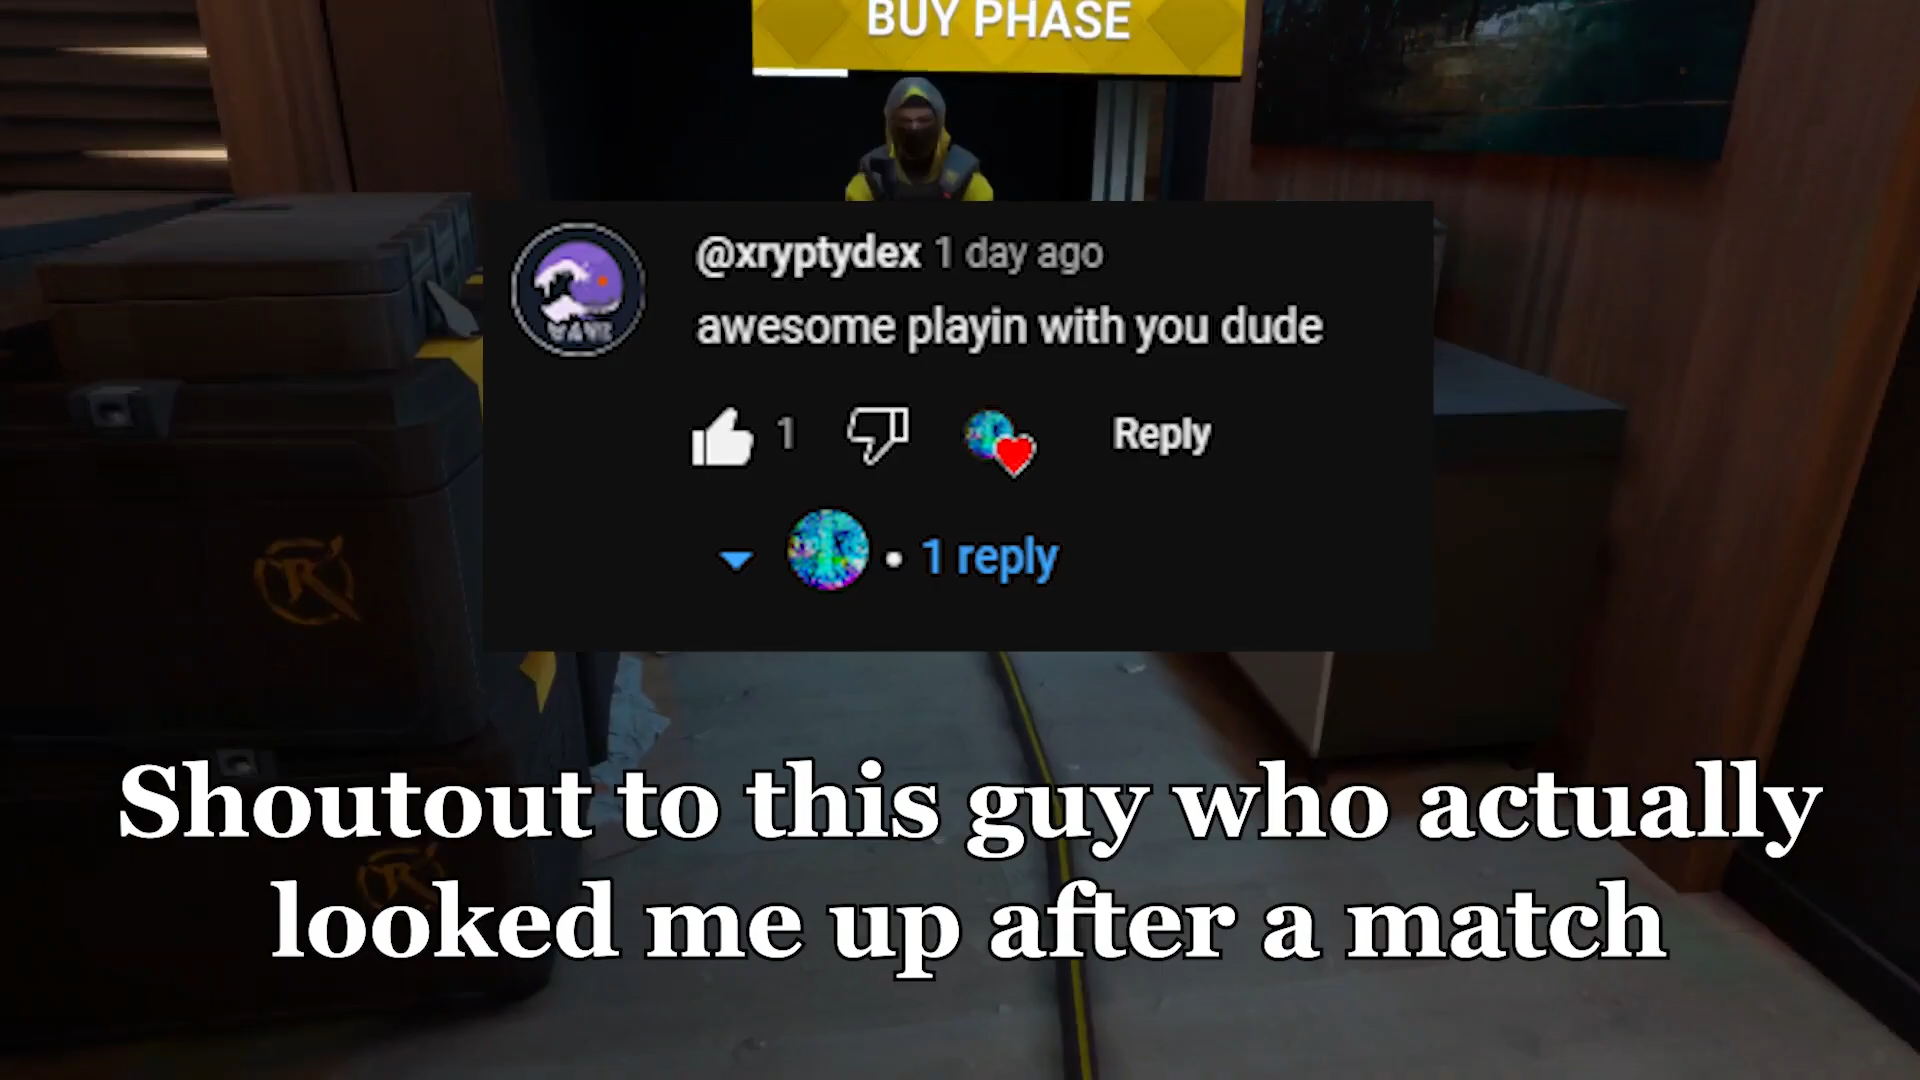 BUY PHASE
@xryptydex 1 day ago
WAVE
awesome playin with you dude
1
Reply
1 reply
R
R
Shoutout to this guy who actually
looked me up after a match